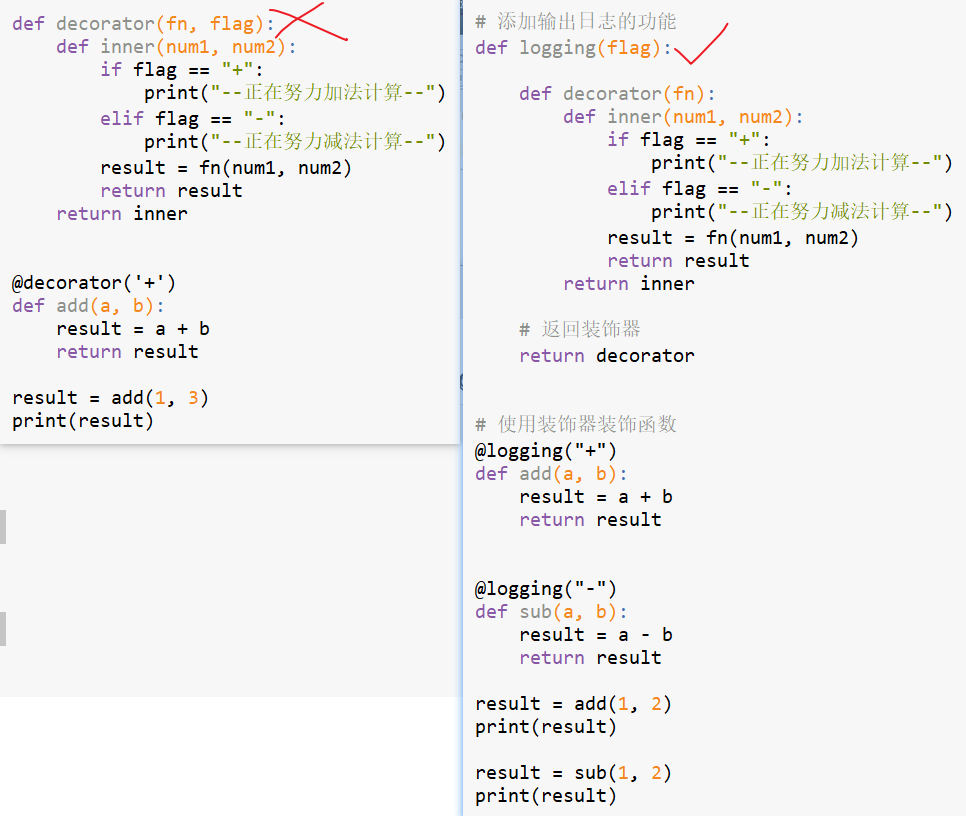 def decorator(fn, flag):
    def inner(num1, num2):
        if flag == "+":
            print("--正在努力加法计算--")
        elif flag == "-":
            print("--正在努力减法计算--")
        result = fn(num1, num2)
        return result
    return inner
@decorator('+')
def add(a, b):
    result = a + b
    return result
result = add(1, 3)
print(result)
# 添加输出日志的功能
def logging(flag):
    def decorator(fn):
        def inner(num1, num2):
            if flag == "+":
                print("--正在努力加法计算--")
            elif flag == "-":
                print("--正在努力减法计算--")
            result = fn(num1, num2)
            return result
        return inner
    # 返回装饰器
    return decorator
# 使用装饰器装饰函数
@logging("+")
def add(a, b):
    result = a + b
    return result
@logging("-")
def sub(a, b):
    result = a - b
    return result
result = add(1, 2)
print(result)
result = sub(1, 2)
print(result)